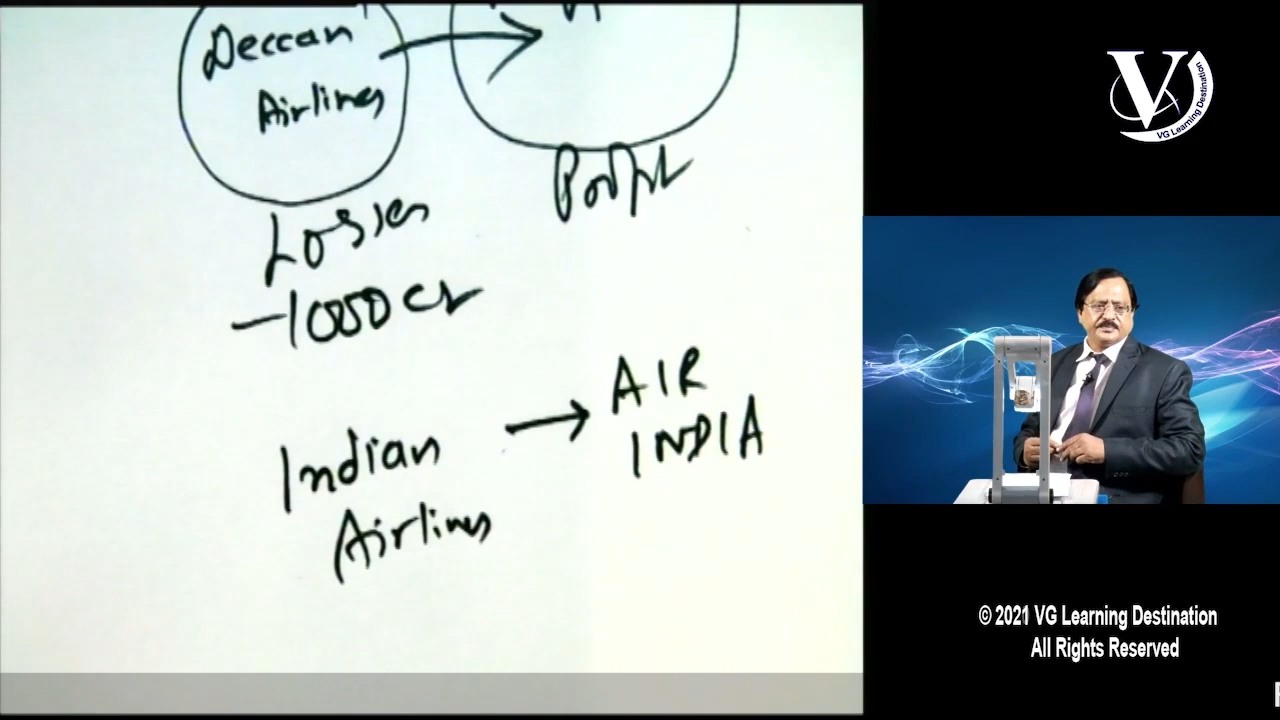 Deccan
Airlines
Losses
-1000 cr
Indian
Airlines
AIR
INDIA
V
VG Learning Destination
© 2021 VG Learning Destination
All Rights Reserved